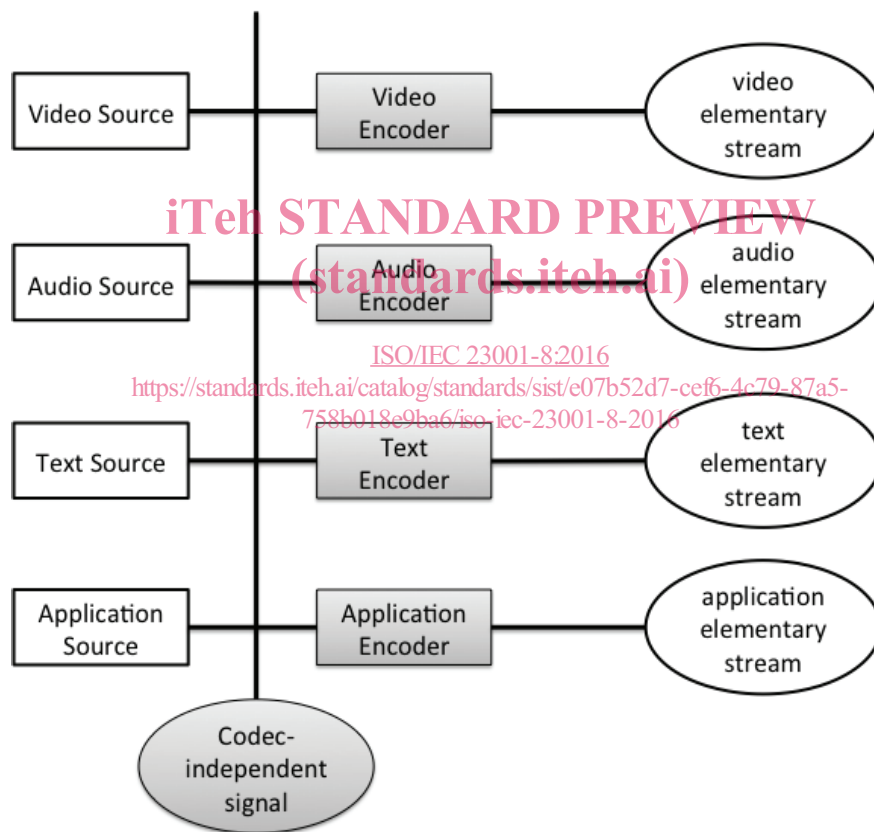 Video Source
Video
Encoder
video
elementary
stream
iTeh STANDARD PREVIEW
(standards.iteh.ai)
Audio Source
Audio
Encoder
audio
elementary
stream
ISO/IEC 23001-8:2016
https://standards.iteh.ai/catalog/standards/sist/e07b52d7-cef6-4c79-87a5-
758b018e9ba6/iso-iec-23001-8-2016
Text Source
Text
Encoder
text
elementary
stream
Application
Source
Application
Encoder
application
elementary
stream
Codec-
independent
signal